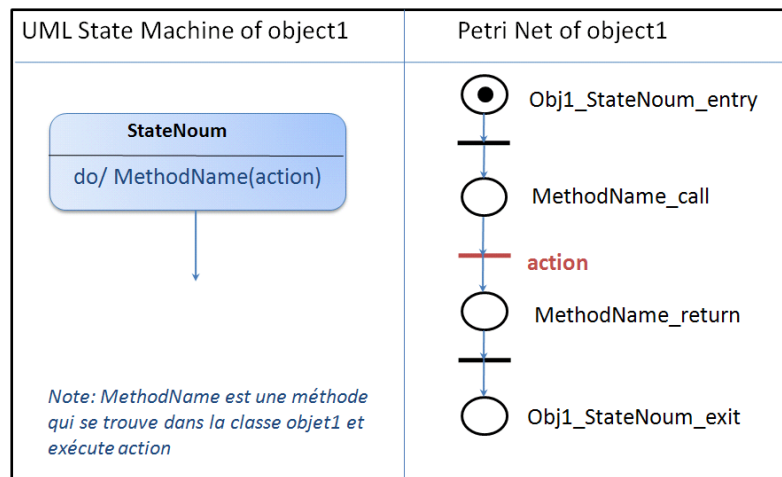 UML State Machine of object1
StateNoum
do/ MethodName(action)
Note: MethodName est une méthode
qui se trouve dans la classe objet1 et
exécute action
Petri Net of object1
Obj1_StateNoum_entry
MethodName_call
action
MethodName_return
Obj1_StateNoum_exit